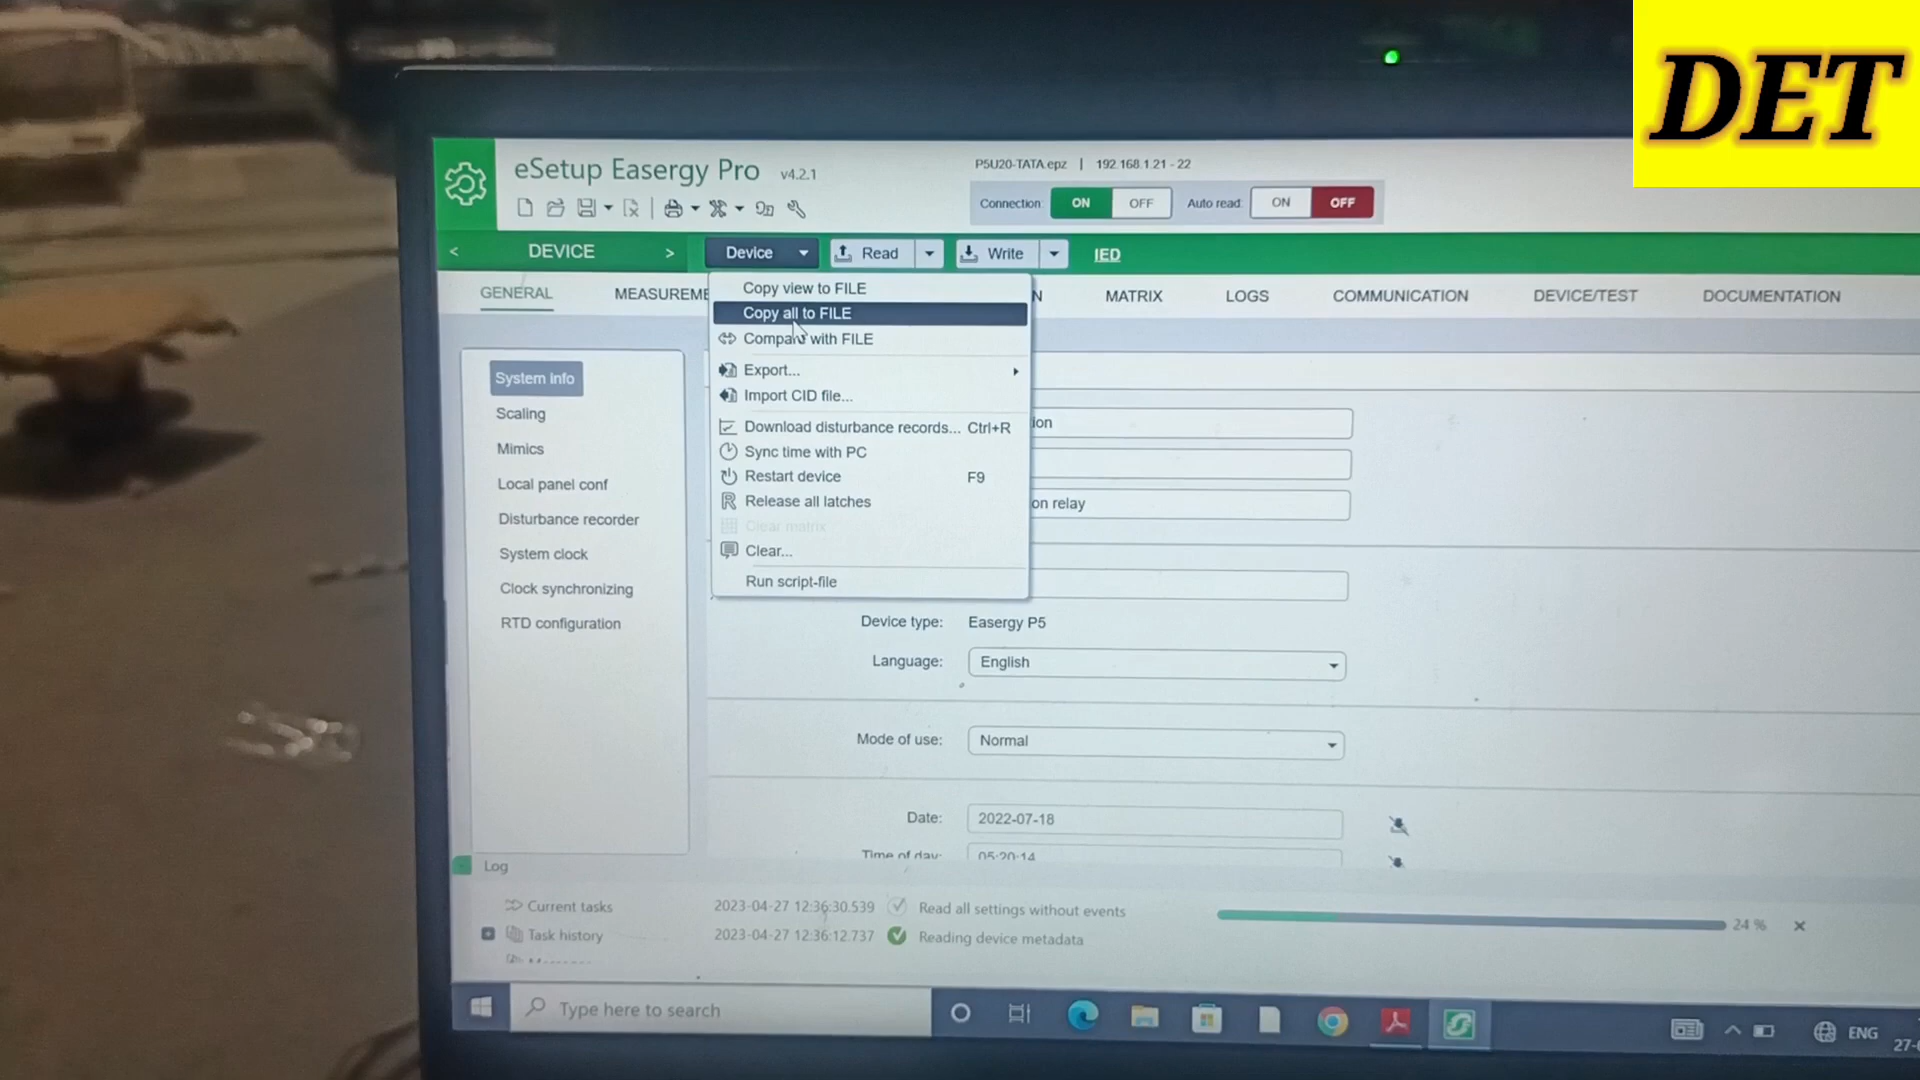 DET
eSetup Easergy Pro v4.2.1
P5U20-TATA.epz | 192.168.1.21 - 22
Connection: ON OFF Auto read: ON OFF
< DEVICE > Device Read Write IED
GENERAL MEASUREME N MATRIX LOGS COMMUNICATION DEVICE/TEST DOCUMENTATION
Copy view to FILE
Copy all to FILE
Compare with FILE
Export...
Import CID file...
Download disturbance records... Ctrl+R
Sync time with PC
Restart device F9
Release all latches
Clear matrix
Clear...
Run script-file
System info
Scaling
Mimics
Local panel conf
Disturbance recorder
System clock
Clock synchronizing
RTD configuration
ion
on relay
Device type: Easergy P5
Language: English
Mode of use: Normal
Date: 2022-07-18
Time of day: 05:20:14
Log
Current tasks 2023-04-27 12:36:30.539 Read all settings without events 24 %
Task history 2023-04-27 12:36:12.737 Reading device metadata
Type here to search
ENG
27-0